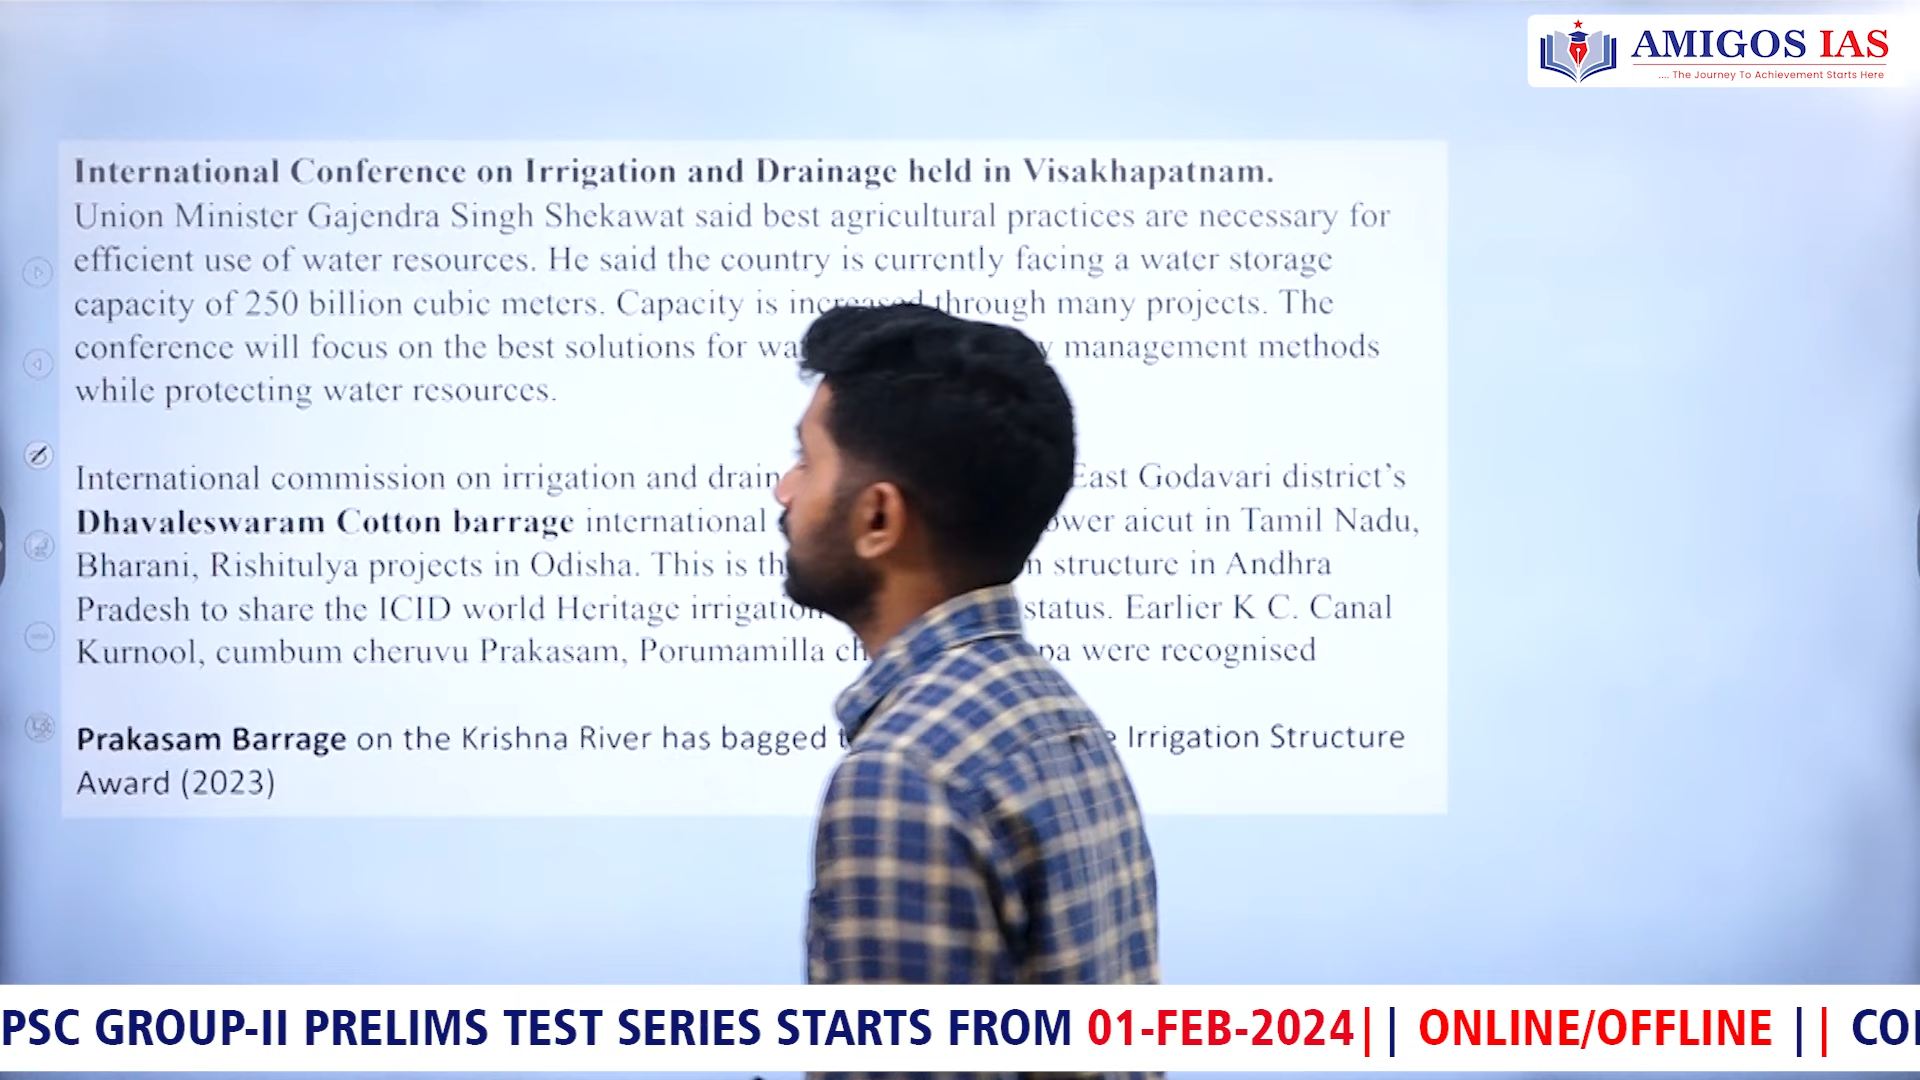 AMIGOS IAS
.... The Journey To Achievement Starts Here
International Conference on Irrigation and Drainage held in Visakhapatnam.
Union Minister Gajendra Singh Shekawat said best agricultural practices are necessary for
efficient use of water resources. He said the country is currently facing a water storage
capacity of 250 billion cubic meters. Capacity is increased through many projects. The
conference will focus on the best solutions for management methods
while protecting water resources.
International commission on irrigation and East Godavari district's
Dhavaleswaram Cotton barrage international aicut in Tamil Nadu,
Bharani, Rishitulya projects in Odisha. This is structure in Andhra
Pradesh to share the ICID world Heritage irrigation status. Earlier K C. Canal
Kurnool, cumbum cheruvu Prakasam, Porumamilla were recognised
Prakasam Barrage on the Krishna River has bagged Irrigation Structure
Award (2023)
PSC GROUP-II PRELIMS TEST SERIES STARTS FROM 01-FEB-2024|| ONLINE/OFFLINE ||